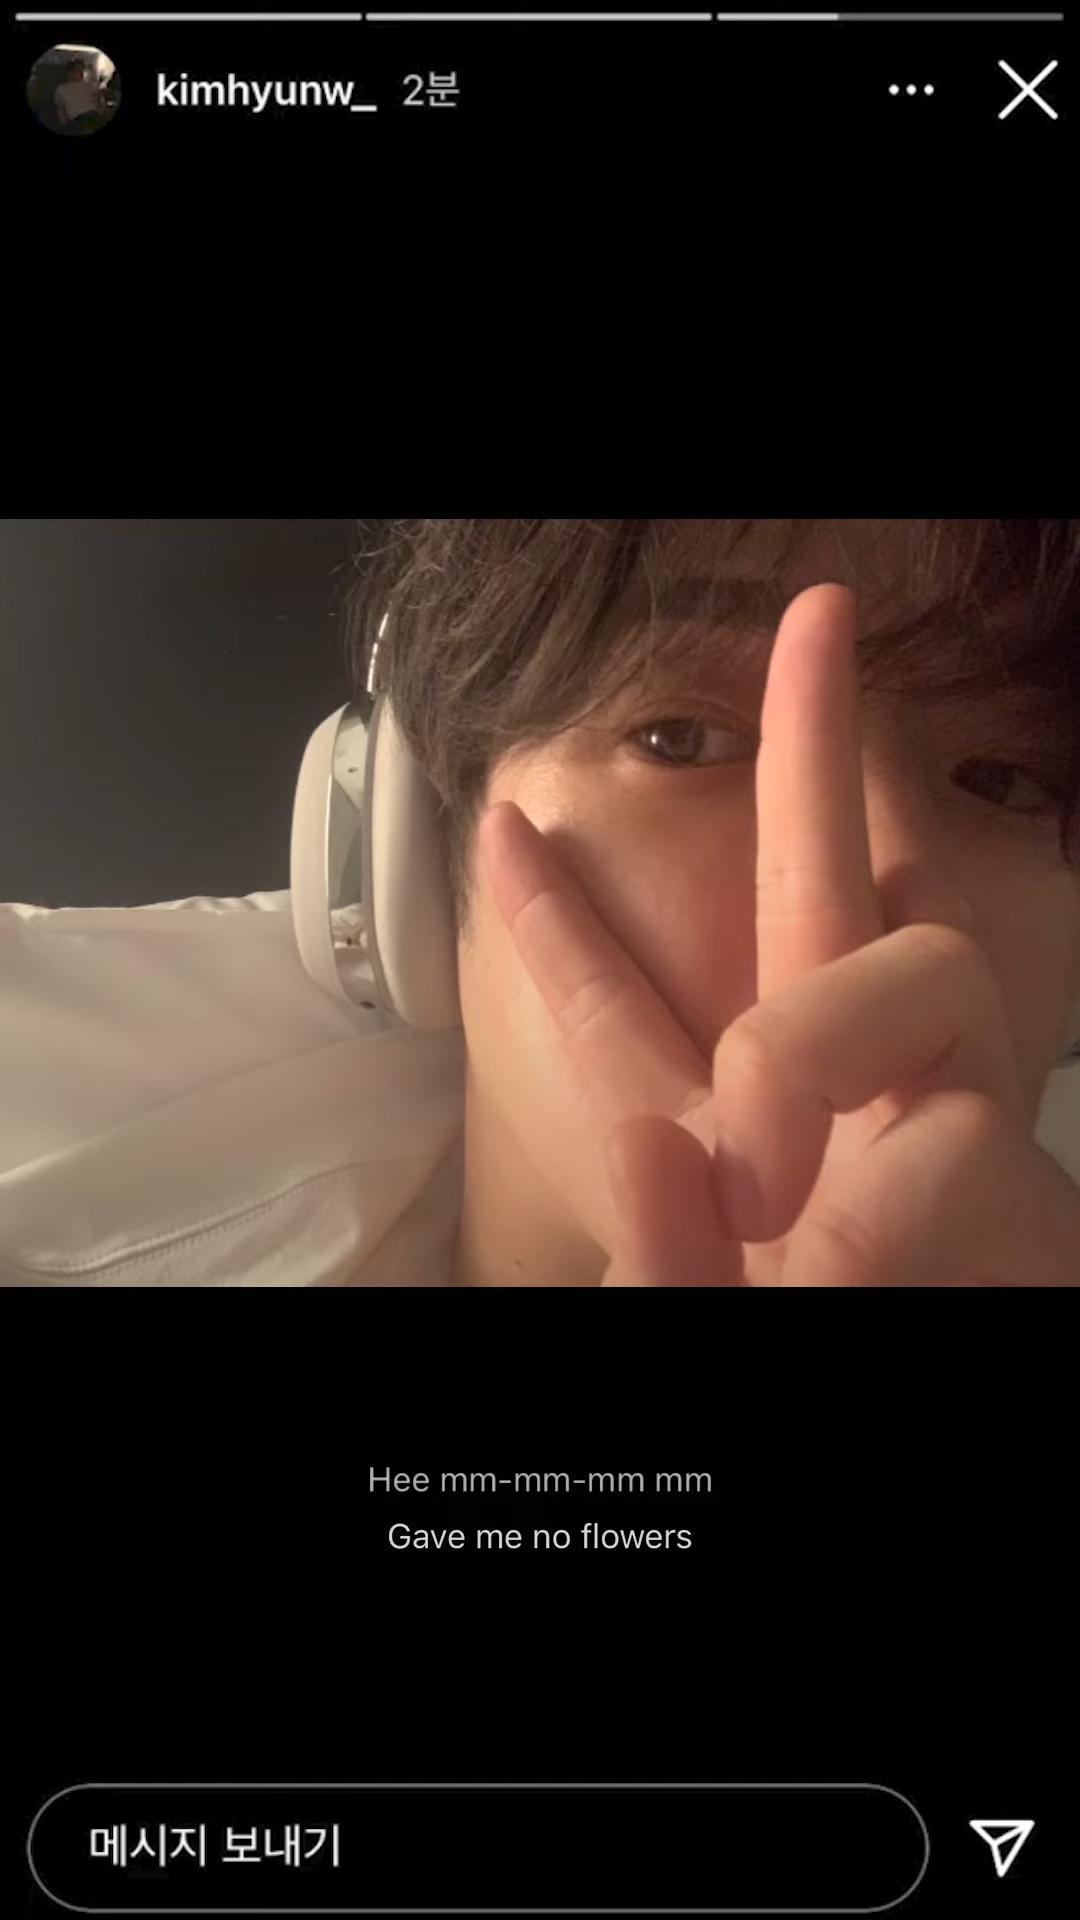 kimhyunw_ 2분
Hee mm-mm-mm mm
Gave me no flowers
메시지 보내기